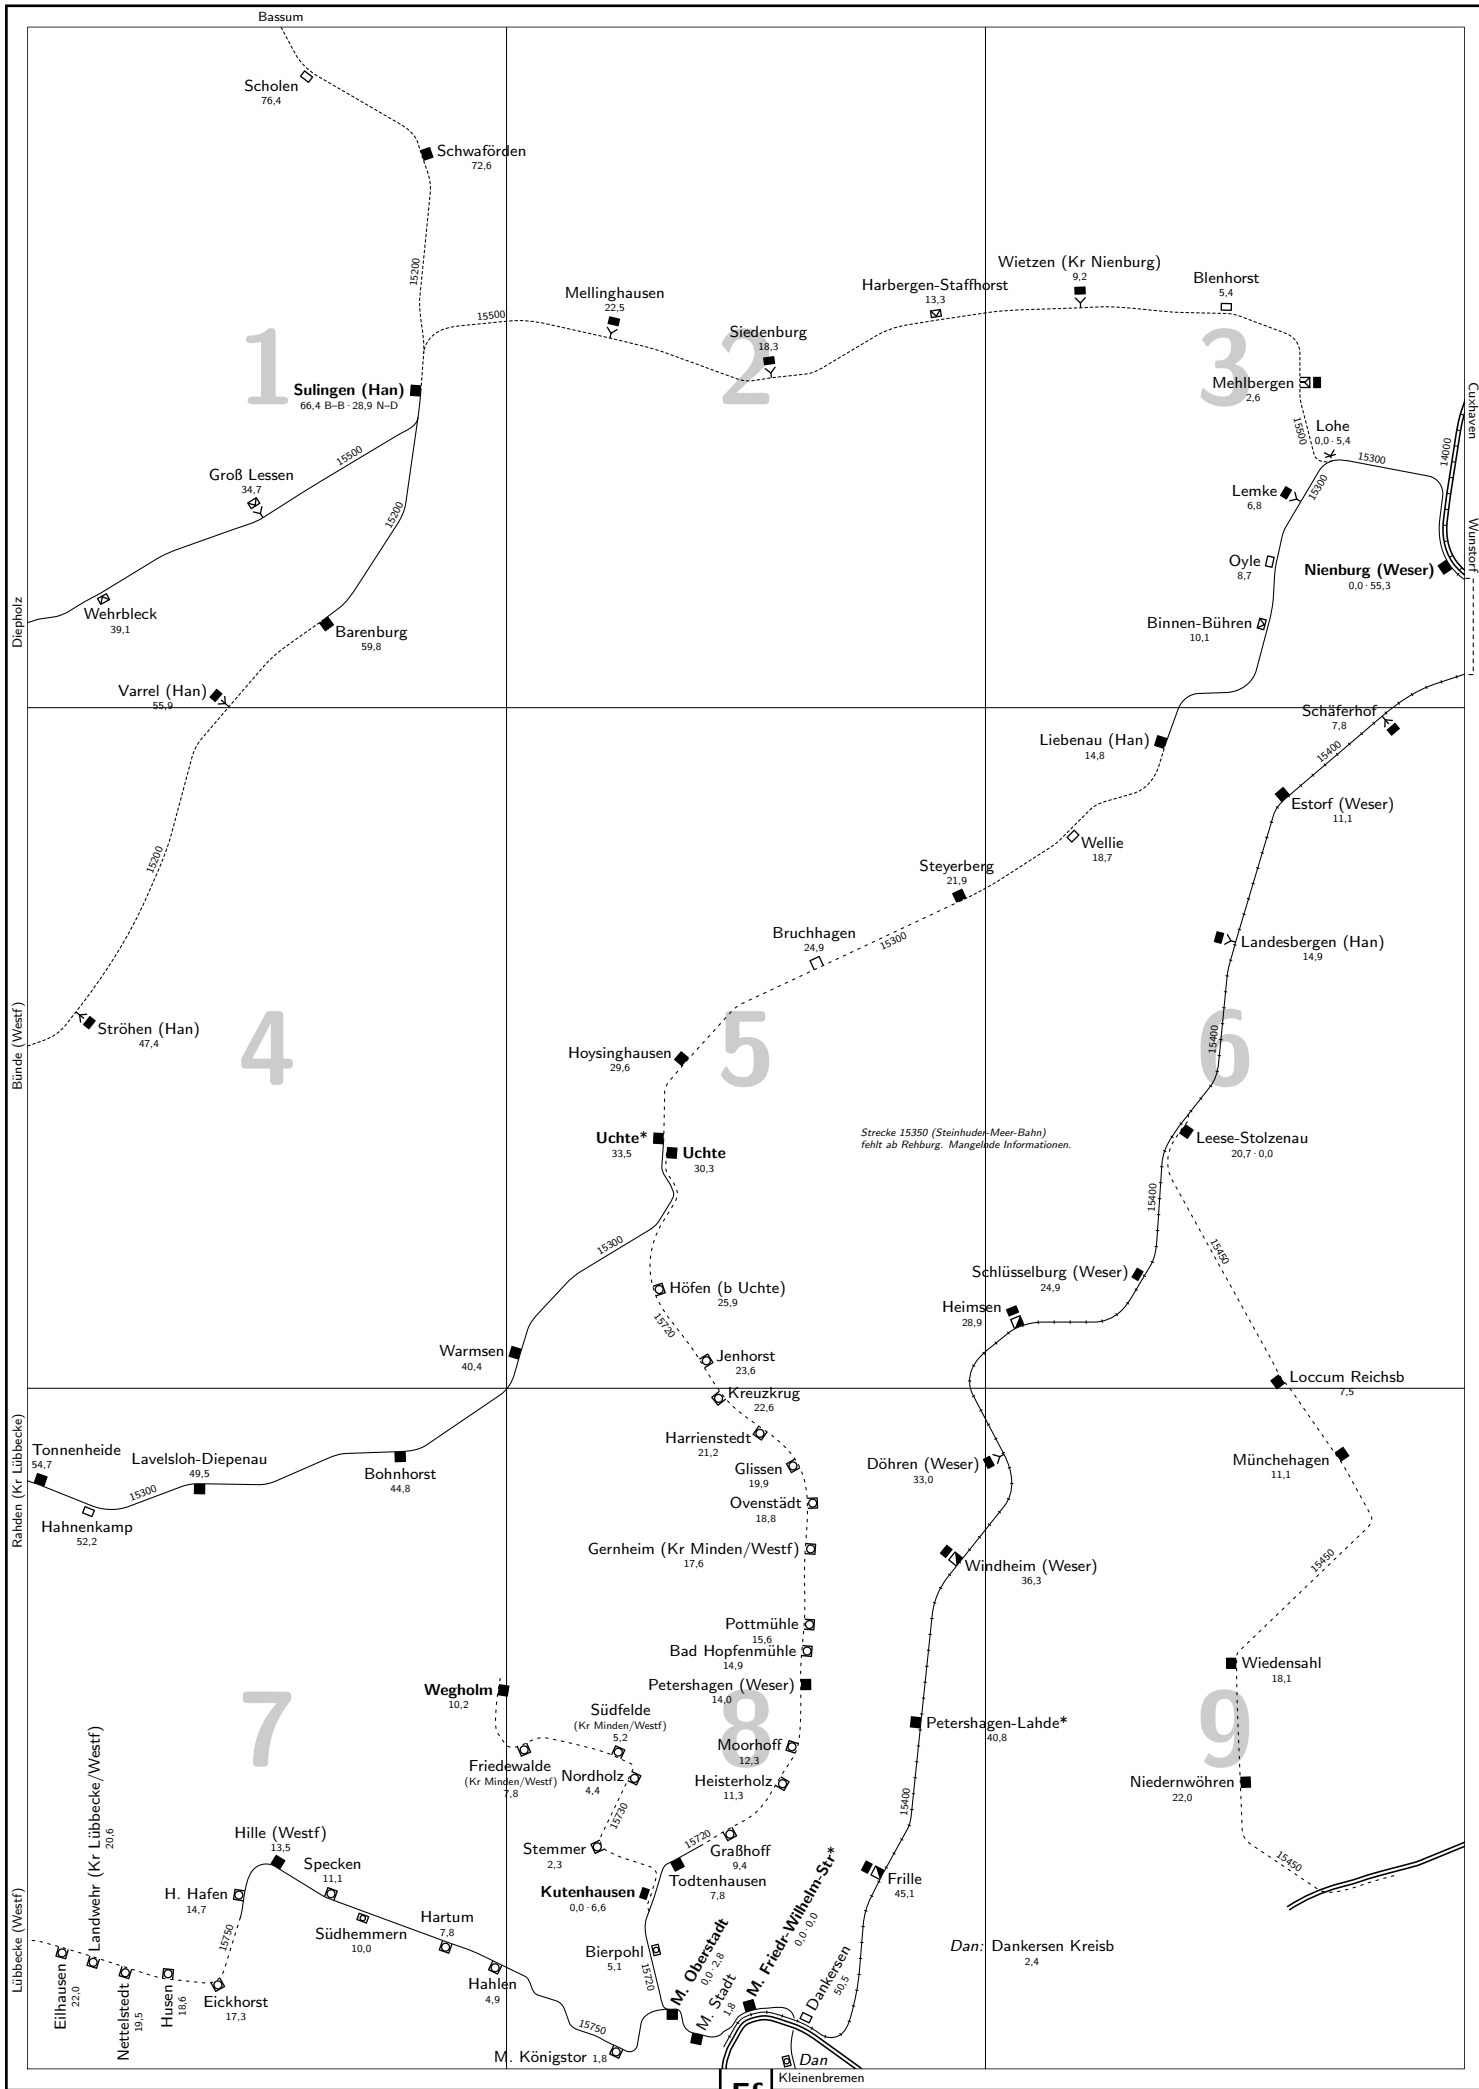 Bassum
Scholen
76,4
Schwaförden
72,6
15200
15500
Mellinghausen
22,5
Siedenburg
18,3
Harbergen-Staffhorst
13,3
Wietzen (Kr Nienburg)
9,2
Blenhorst
5,4
1
2
3
Sulingen (Han)
66,4 B–B · 28,9 N–D
Mehlbergen
2,6
15500
Lohe
0,0 · 5,4
15300
14000
Cuxhaven
Wunstorf
Groß Lessen
34,7
15500
15200
Lemke
6,8
15300
Oyle
8,7
Nienburg (Weser)
0,0 · 55,3
Wehrbleck
39,1
Diepholz
Barenburg
59,8
Binnen-Bühren
10,1
Varrel (Han)
55,9
Liebenau (Han)
14,8
Schäferhof
7,8
15400
Estorf (Weser)
11,1
15200
Wellie
18,7
Steyerberg
21,9
Bruchhagen
24,9
15300
Landesbergen (Han)
14,9
Ströhen (Han)
47,4
Bünde (Westf)
4
5
6
15400
Hoysinghausen
29,6
Uchte*
33,5
Uchte
30,3
Strecke 15350 (Steinhuder-Meer-Bahn)
fehlt ab Rehburg. Mangelnde Informationen.
Leese-Stolzenau
20,7 · 0,0
15400
15450
15300
Höfen (b Uchte)
25,9
15720
Schlüsselburg (Weser)
24,9
Heimsen
28,9
Warmsen
40,4
Jenhorst
23,6
Kreuzkrug
22,6
Loccum Reichsb
7,5
Rahden (Kr Lübbecke)
Tonnenheide
54,7
Lavelsloh-Diepenau
49,5
Bohnhorst
44,8
15300
Hahnenkamp
52,2
Harrienstedt
21,2
Glissen
19,9
Döhren (Weser)
33,0
Münchehagen
11,1
Ovenstädt
18,8
Gernheim (Kr Minden/Westf)
17,6
Windheim (Weser)
36,3
15450
Pottmühle
15,6
Bad Hopfenmühle
14,9
Petershagen (Weser)
14,0
Wiedensahl
18,1
Wegholm
10,2
7
8
9
Südfelde
(Kr Minden/Westf)
5,2
Petershagen-Lahde*
40,8
Friedewalde
(Kr Minden/Westf)
7,8
Nordholz
4,4
Moorhoff
12,3
Heisterholz
11,3
Niedernwöhren
22,0
15400
15730
Landwehr (Kr Lübbecke/Westf)
20,6
Hille (Westf)
13,5
Specken
11,1
Stemmer
2,3
15720
Graßhoff
9,4
15450
H. Hafen
14,7
Todtenhausen
7,8
Kutenhausen
0,0 · 6,6
Frille
45,1
Lübbecke (Westf)
15750
Südhemmern
10,0
Hartum
7,8
Hahlen
4,9
Bierpohl
5,1
15720
M. Oberstadt
0,0 · 2,8
M. Stadt
1,8
M. Friedr-Wilhelm-Str*
0,0 · 0,0
Dankersen
50,5
Dan: Dankersen Kreisb
2,4
Eilhausen
22,0
Nettelstedt
19,5
Husen
18,6
Eickhorst
17,3
15750
M. Königstor 1,8
Dan
Kleinenbremen